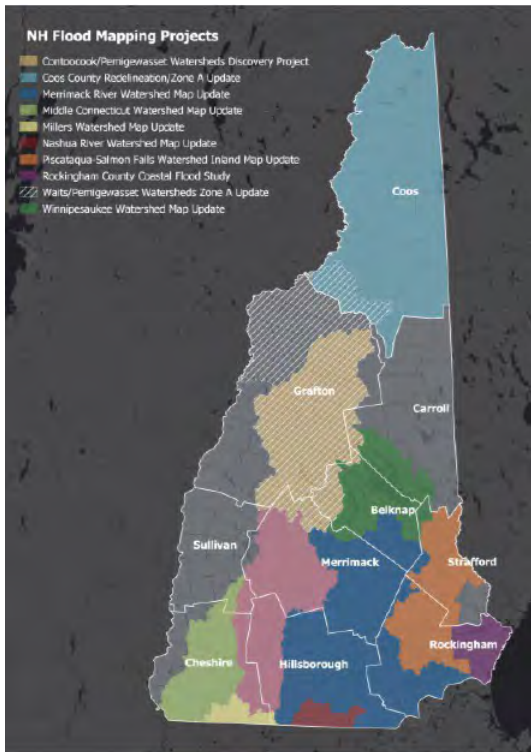 NH Flood Mapping Projects
Contoocook/Pemigewasset Watersheds Discovery Project
Coos County Redelineation/Zone A Update
Merrimack River Watershed Map Update
Middle Connecticut Watershed Map Update
Millers Watershed Map Update
Nashua River Watershed Map Update
Piscataqua-Salmon Falls Watershed Inland Map Update
Rockingham County Coastal Flood Study
Waits/Pemigewasset Watersheds Zone A Update
Winnipesaukee Watershed Map Update
Coos
Grafton
Carroll
Belknap
Sullivan
Merrimack
Strafford
Rockingham
Cheshire
Hillsborough